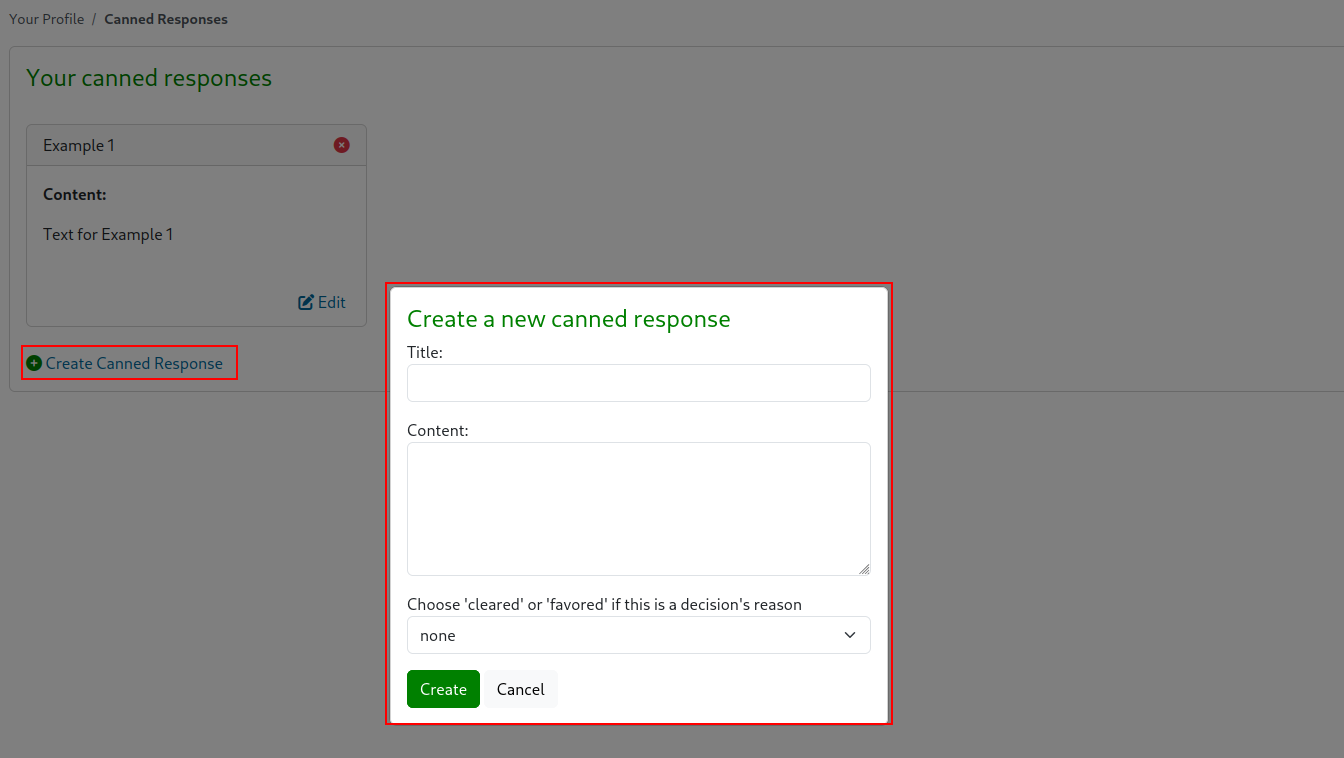 Your Profile / Canned Responses
Your canned responses
Example 1
Content:
Text for Example 1
Edit
Create Canned Response
Create a new canned response
Title:
Content:
Choose 'cleared' or 'favored' if this is a decision's reason
none
Create Cancel